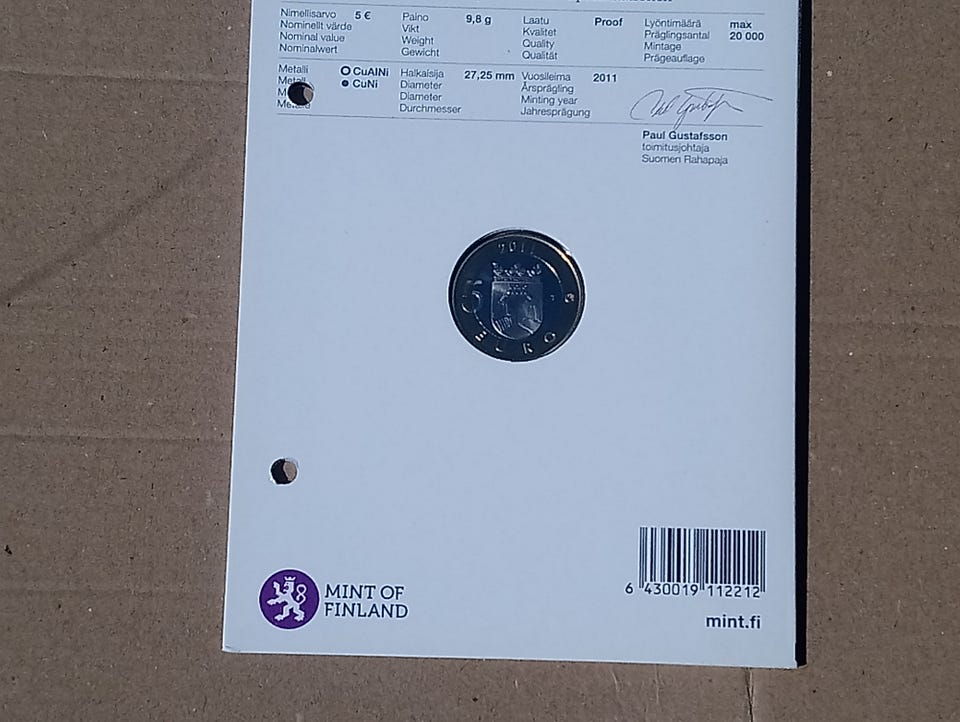 Nimellisarvo 5 €
Nominellt värde
Nominal value
Nominalwert
Paino 9,8 g
Vikt
Weight
Gewicht
Laatu Proof
Kvalitet
Quality
Qualität
Lyöntimäärä max
Präglingsantal 20 000
Mintage
Prägeauflage
Metalli CuAlNi
CuNi
Halkaisija 27,25 mm
Diameter
Diameter
Durchmesser
Vuosileima 2011
Årsprägling
Minting year
Jahresprägung
Paul Gustafsson
toimitusjohtaja
Suomen Rahapaja
2011
5
EURO
MINT OF
FINLAND
6 430019 112212
mint.fi